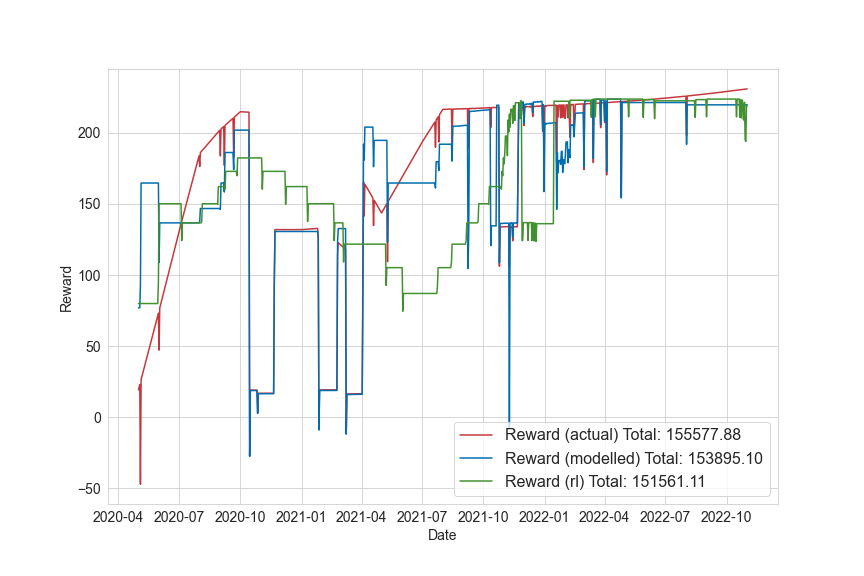 200
150
100
50
0
−50
Reward
Reward (actual) Total: 155577.88
Reward (modelled) Total: 153895.10
Reward (rl) Total: 151561.11
2020-04 2020-07 2020-10 2021-01 2021-04 2021-07 2021-10 2022-01 2022-04 2022-07 2022-10
Date